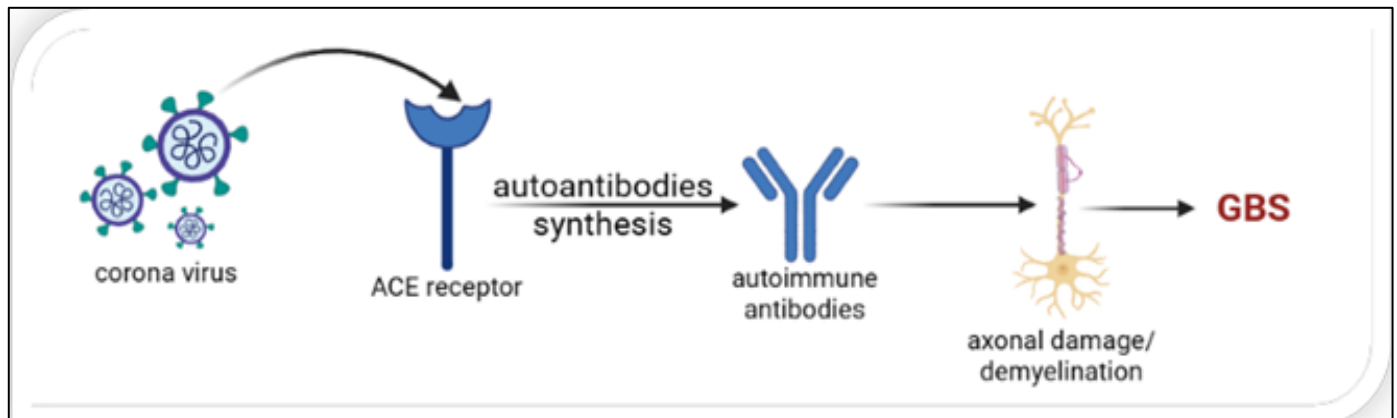 corona virus
ACE receptor
autoantibodies
synthesis
autoimmune
antibodies
axonal damage/
demyelination
GBS